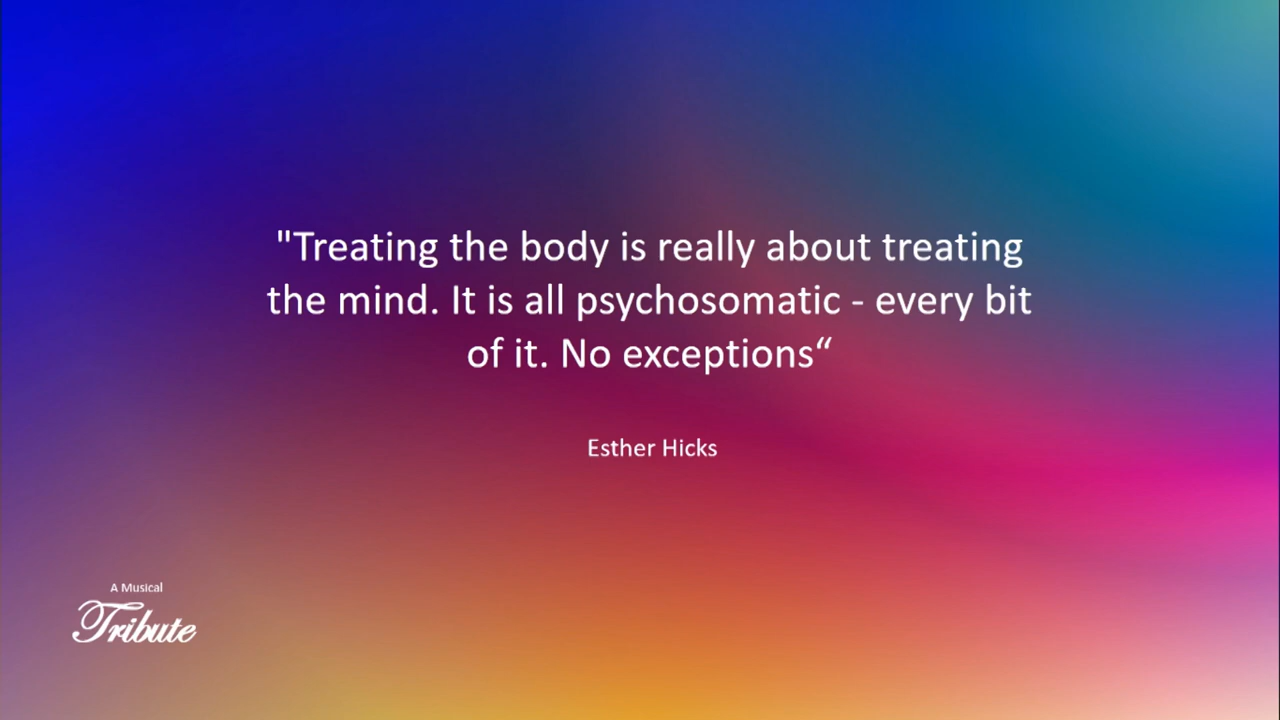 "Treating the body is really about treating
the mind. It is all psychosomatic - every bit
of it. No exceptions“
Esther Hicks
A Musical
Tribute